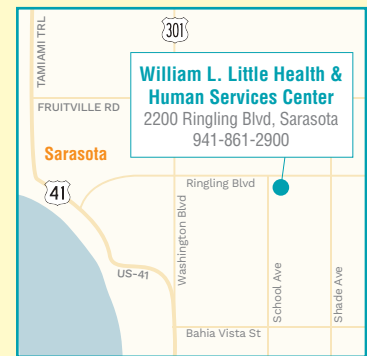 TAMIAMI TRL
301
William L. Little Health &
Human Services Center
2200 Ringling Blvd, Sarasota
941-861-2900
FRUITVILLE RD
Sarasota
41
Ringling Blvd
Washington Blvd
US-41
School Ave
Shade Ave
Bahia Vista St